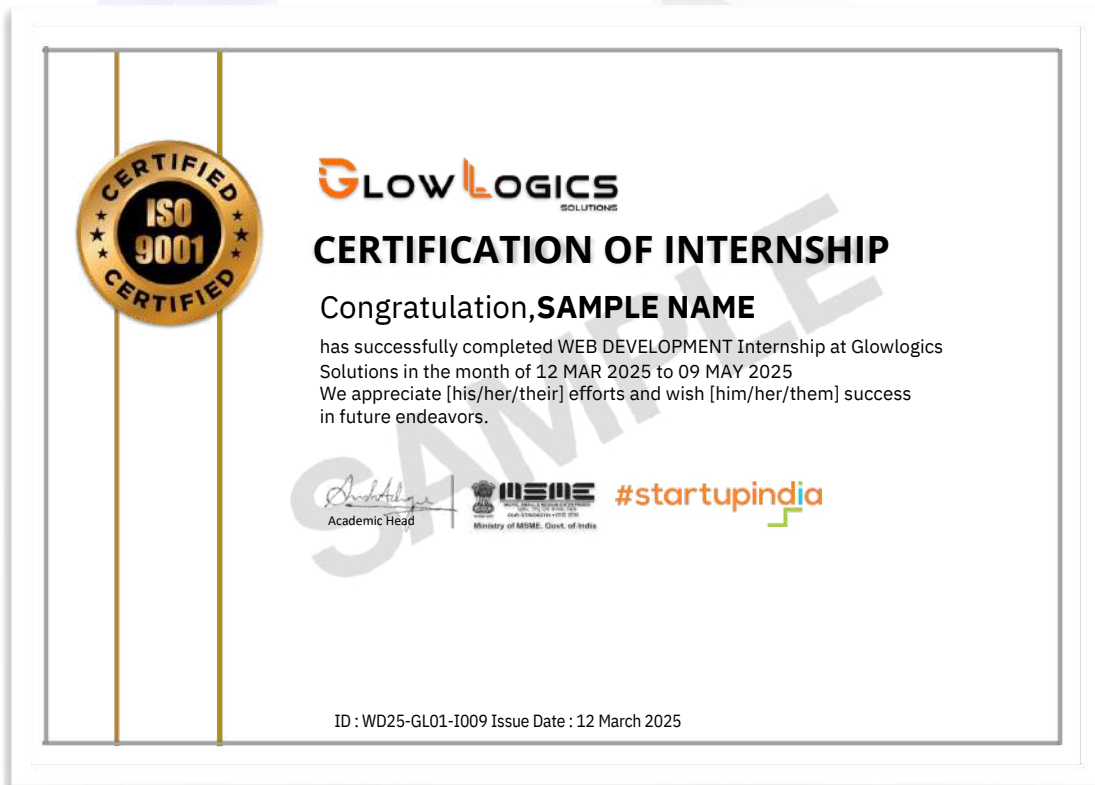 CERTIFIED
ISO
9001
CERTIFIED
GLOW LOGICS
SOLUTIONS
CERTIFICATION OF INTERNSHIP
Congratulation,SAMPLE NAME
has successfully completed WEB DEVELOPMENT Internship at Glowlogics
Solutions in the month of 12 MAR 2025 to 09 MAY 2025
We appreciate [his/her/their] efforts and wish [him/her/them] success
in future endeavors.
SAMPLE
Academic Head
MSME
Ministry of MSME, Govt. of India
#startupindia
ID : WD25-GL01-I009 Issue Date : 12 March 2025